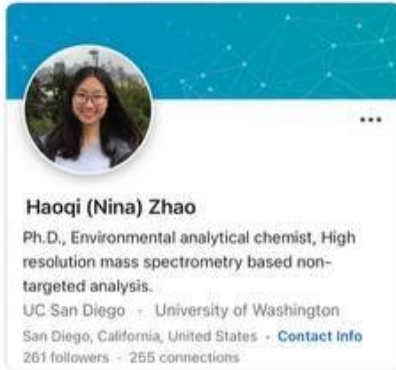 Haoqi (Nina) Zhao
Ph.D., Environmental analytical chemist, High
resolution mass spectrometry based non-
targeted analysis.
UC San Diego · University of Washington
San Diego, California, United States · Contact Info
261 followers · 255 connections